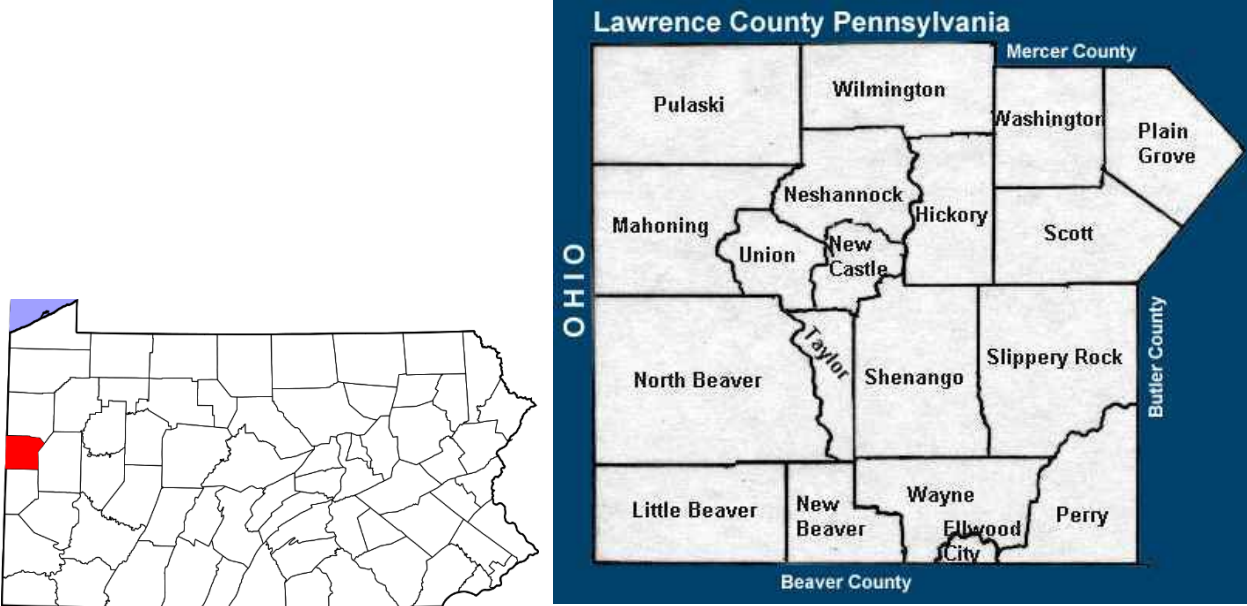 Lawrence County Pennsylvania
Mercer County
Pulaski
Wilmington
Washington
Plain
Grove
Neshannock
Mahoning
Hickory
Scott
Union
New
Castle
OHIO
Taylor
Butler County
North Beaver
Shenango
Slippery Rock
Little Beaver
New
Beaver
Wayne
Ellwood
City
Perry
Beaver County